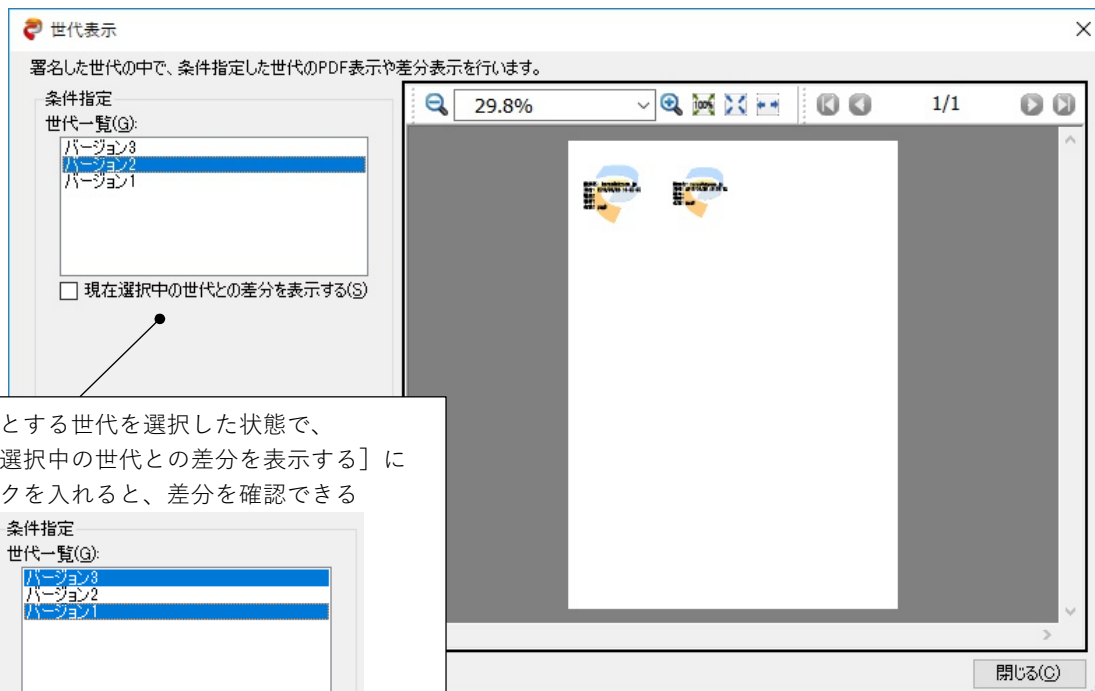 世代表示
署名した世代の中で、条件指定した世代のPDF表示や差分表示を行います。
条件指定
世代一覧(G):
バージョン3
バージョン2
バージョン1
現在選択中の世代との差分を表示する(S)
29.8%
100%
1/1
とする世代を選択した状態で、
選択中の世代との差分を表示する］に
クを入れると、差分を確認できる
条件指定
世代一覧(G):
バージョン3
バージョン2
バージョン1
閉じる(C)